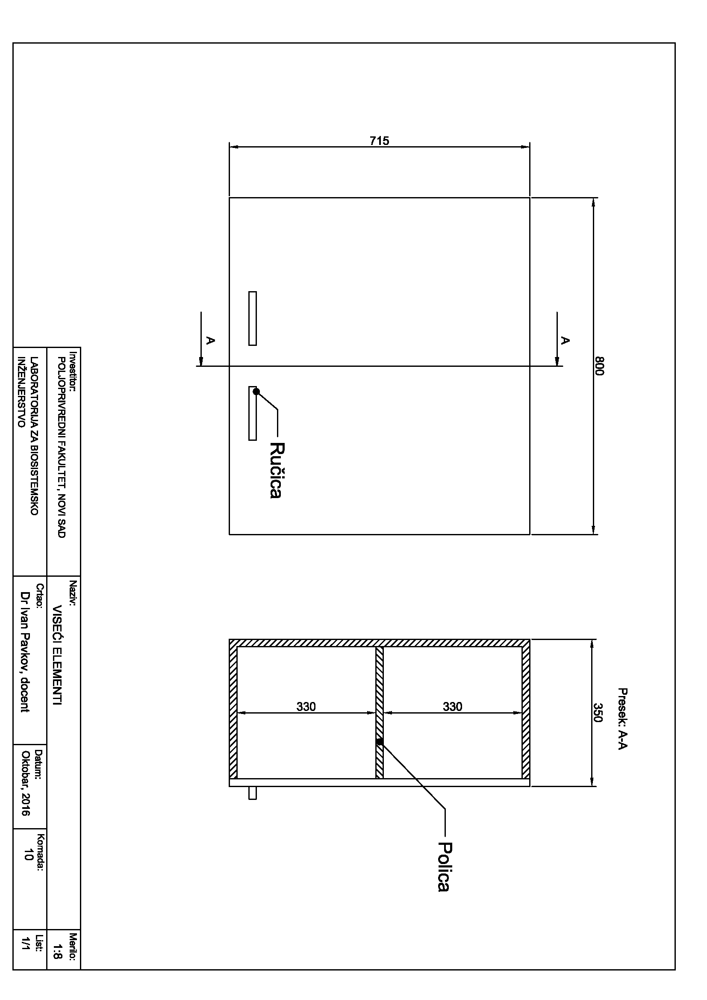 Presek: A-A
800
350
A
715
330
330
Ručica
Polica
A
Investitor:
POLJOPRIVREDNI FAKULTET, NOVI SAD
LABORATORIJA ZA BIOSISTEMSKO
INŽENJERSTVO
Naziv:
VISEĆI ELEMENTI
Merilo:
1:8
Crtao:
Dr Ivan Pavkov, docent
Datum:
Oktobar, 2016
Komada:
10
List:
1/1